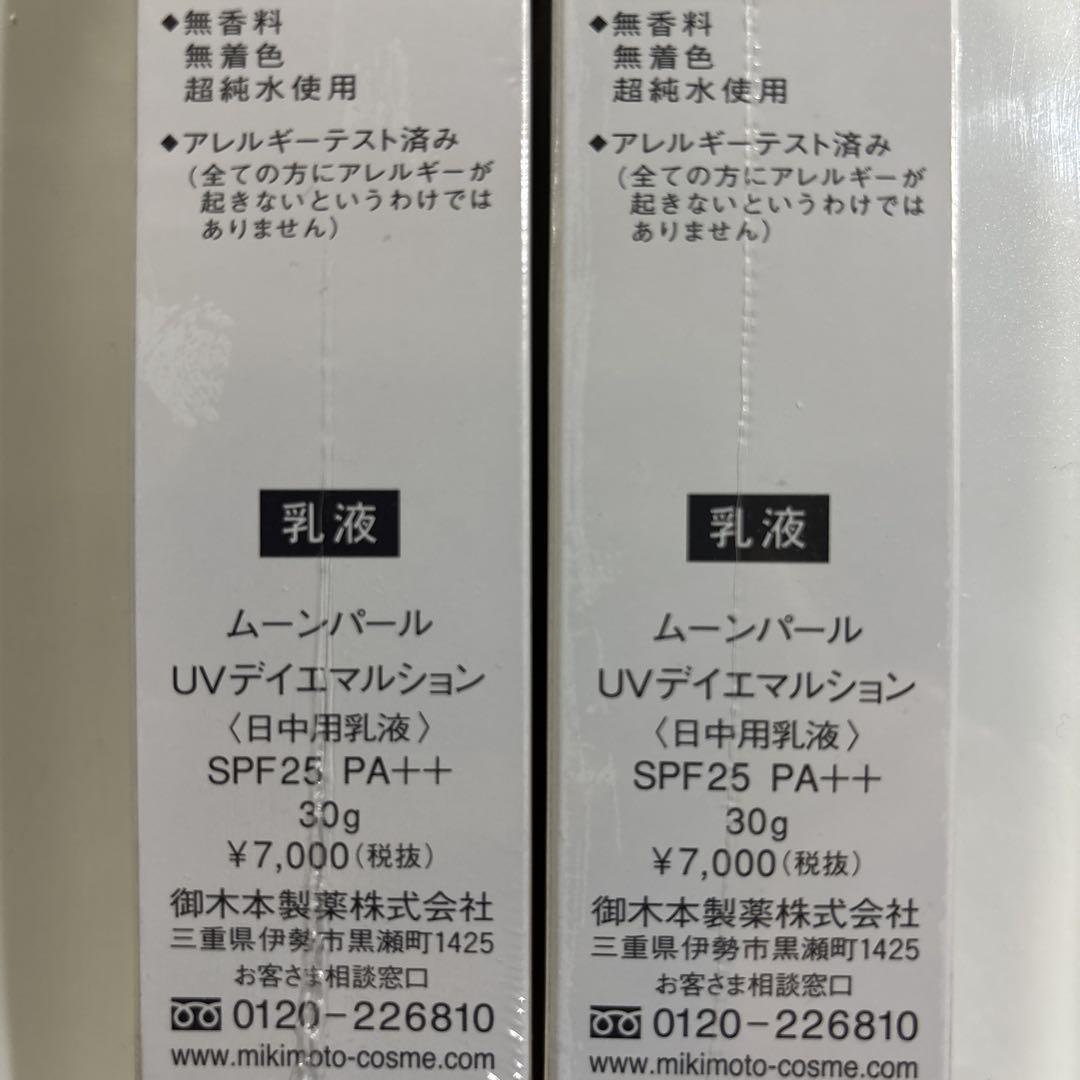 ◆無香料
無着色
超純水使用
◆アレルギーテスト済み
(全ての方にアレルギーが
起きないというわけでは
ありません)
乳液
ムーンパール
UVデイエマルション
〈日中用乳液〉
SPF25 PA++
30g
¥7,000(税抜)
御木本製薬株式会社
三重県伊勢市黒瀬町1425
お客さま相談窓口
0120-226810
www.mikimoto-cosme.com
◆無香料
無着色
超純水使用
◆アレルギーテスト済み
(全ての方にアレルギーが
起きないというわけでは
ありません)
乳液
ムーンパール
UVデイエマルション
〈日中用乳液〉
SPF25 PA++
30g
¥7,000(税抜)
御木本製薬株式会社
三重県伊勢市黒瀬町1425
お客さま相談窓口
0120-226810
www.mikimoto-cosme.com